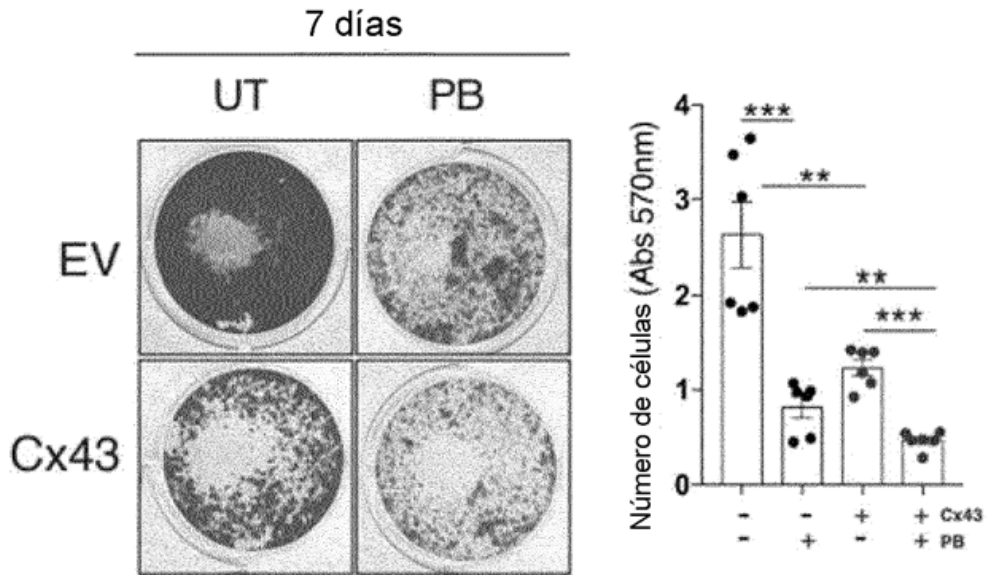 7 días
UT PB
EV
Cx43
Número de células (Abs 570nm)
4
3
2
1
0
***
**
**
***
- - + + Cx43
- + - + PB